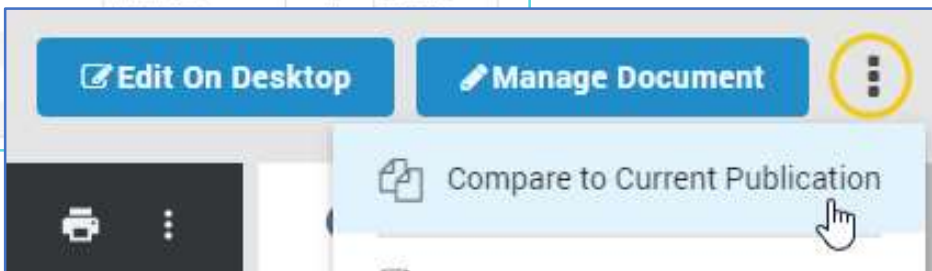 Edit On Desktop
Manage Document
Compare to Current Publication